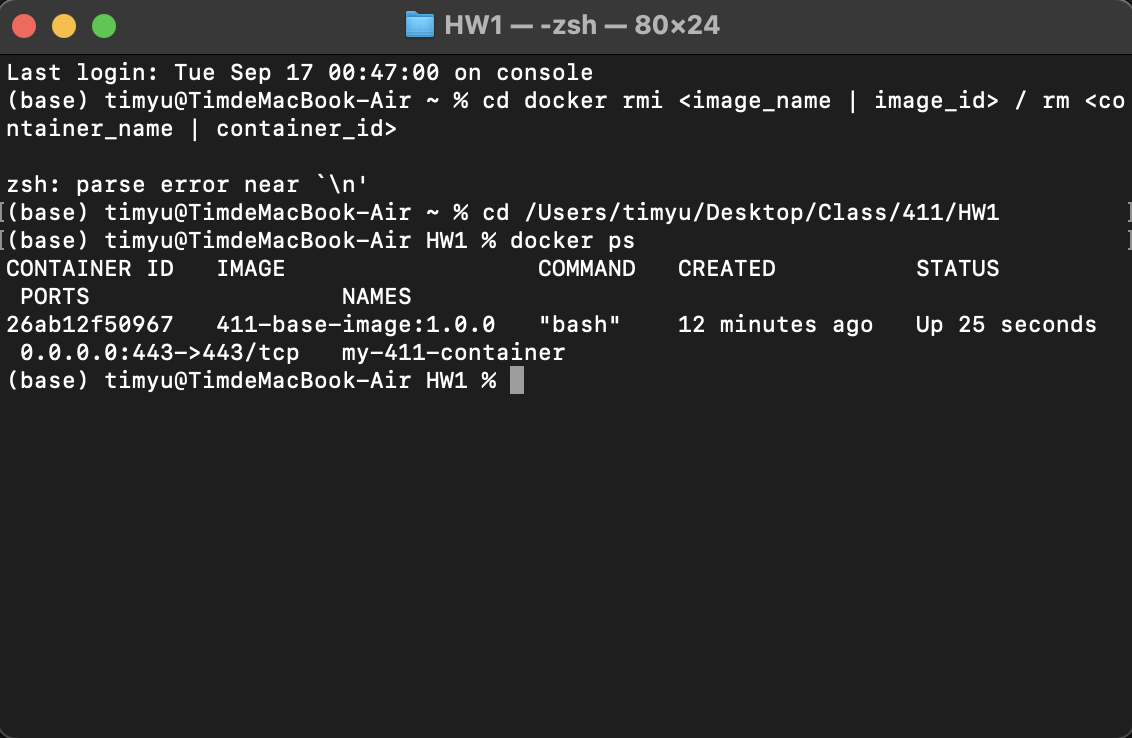 HW1 — -zsh — 80×24
Last login: Tue Sep 17 00:47:00 on console
(base) timyu@TimdeMacBook-Air ~ % cd docker rmi <image_name | image_id> / rm <co
ntainer_name | container_id>
zsh: parse error near `\n'
[(base) timyu@TimdeMacBook-Air ~ % cd /Users/timyu/Desktop/Class/411/HW1 ]
[(base) timyu@TimdeMacBook-Air HW1 % docker ps ]
CONTAINER ID   IMAGE                  COMMAND   CREATED          STATUS
 PORTS                  NAMES
26ab12f50967   411-base-image:1.0.0   "bash"    12 minutes ago   Up 25 seconds
 0.0.0.0:443->443/tcp   my-411-container
(base) timyu@TimdeMacBook-Air HW1 %